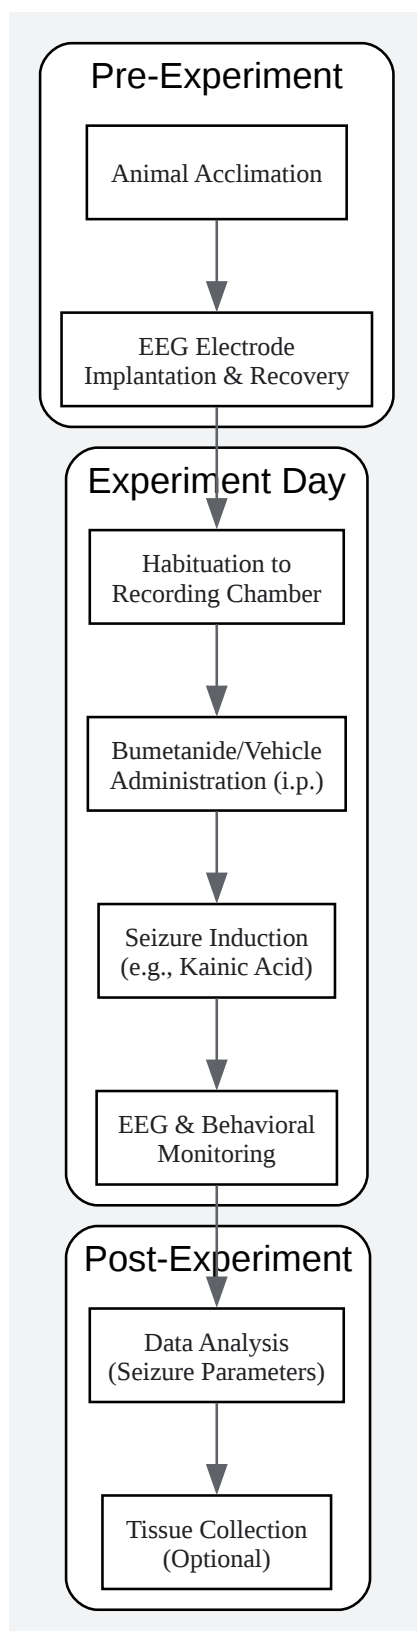 Pre-Experiment
Animal Acclimation
EEG Electrode
Implantation & Recovery
Experiment Day
Habituation to
Recording Chamber
Bumetanide/Vehicle
Administration (i.p.)
Seizure Induction
(e.g., Kainic Acid)
EEG & Behavioral
Monitoring
Post-Experiment
Data Analysis
(Seizure Parameters)
Tissue Collection
(Optional)